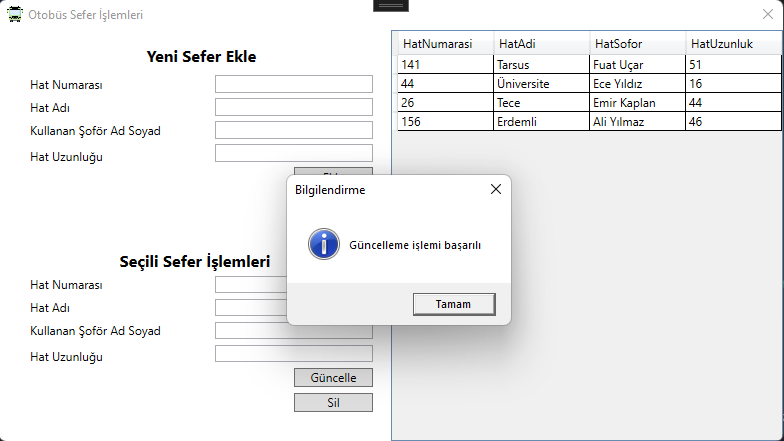 Otobüs Sefer İşlemleri
Yeni Sefer Ekle
Hat Numarası
Hat Adı
Kullanan Şoför Ad Soyad
Hat Uzunluğu
Seçili Sefer İşlemleri
Hat Numarası
Hat Adı
Kullanan Şoför Ad Soyad
Hat Uzunluğu
Güncelle
Sil
HatNumarasi HatAdi HatSofor HatUzunluk
141 Tarsus Fuat Uçar 51
44 Üniversite Ece Yıldız 16
26 Tece Emir Kaplan 44
156 Erdemli Ali Yılmaz 46
Bilgilendirme
Güncelleme işlemi başarılı
Tamam